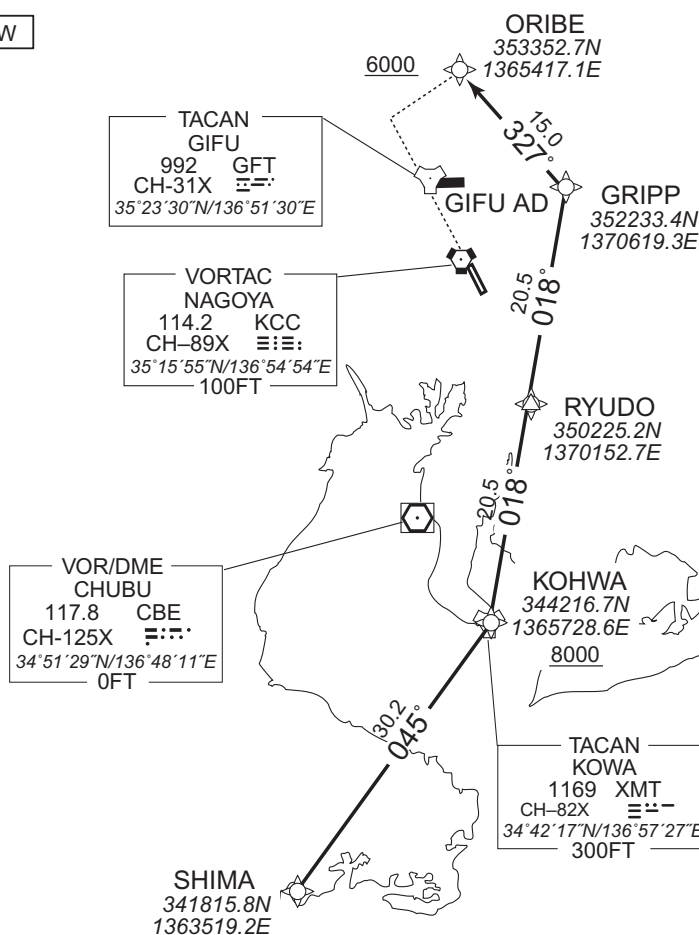 W
ORIBE
353352.7N
1365417.1E
6000
15.0
327°
TACAN
GIFU
992 GFT
CH-31X
35°23´30˝N/136°51´30˝E
GIFU AD
GRIPP
352233.4N
1370619.3E
20.5
018°
VORTAC
NAGOYA
114.2 KCC
CH–89X
35°15´55˝N/136°54´54˝E
100FT
RYUDO
350225.2N
1370152.7E
20.5
018°
VOR/DME
CHUBU
117.8 CBE
CH-125X
34°51´29˝N/136°48´11˝E
0FT
KOHWA
344216.7N
1365728.6E
8000
30.2
045°
TACAN
KOWA
1169 XMT
CH–82X
34°42´17˝N/136°57´27˝E
300FT
SHIMA
341815.8N
1363519.2E